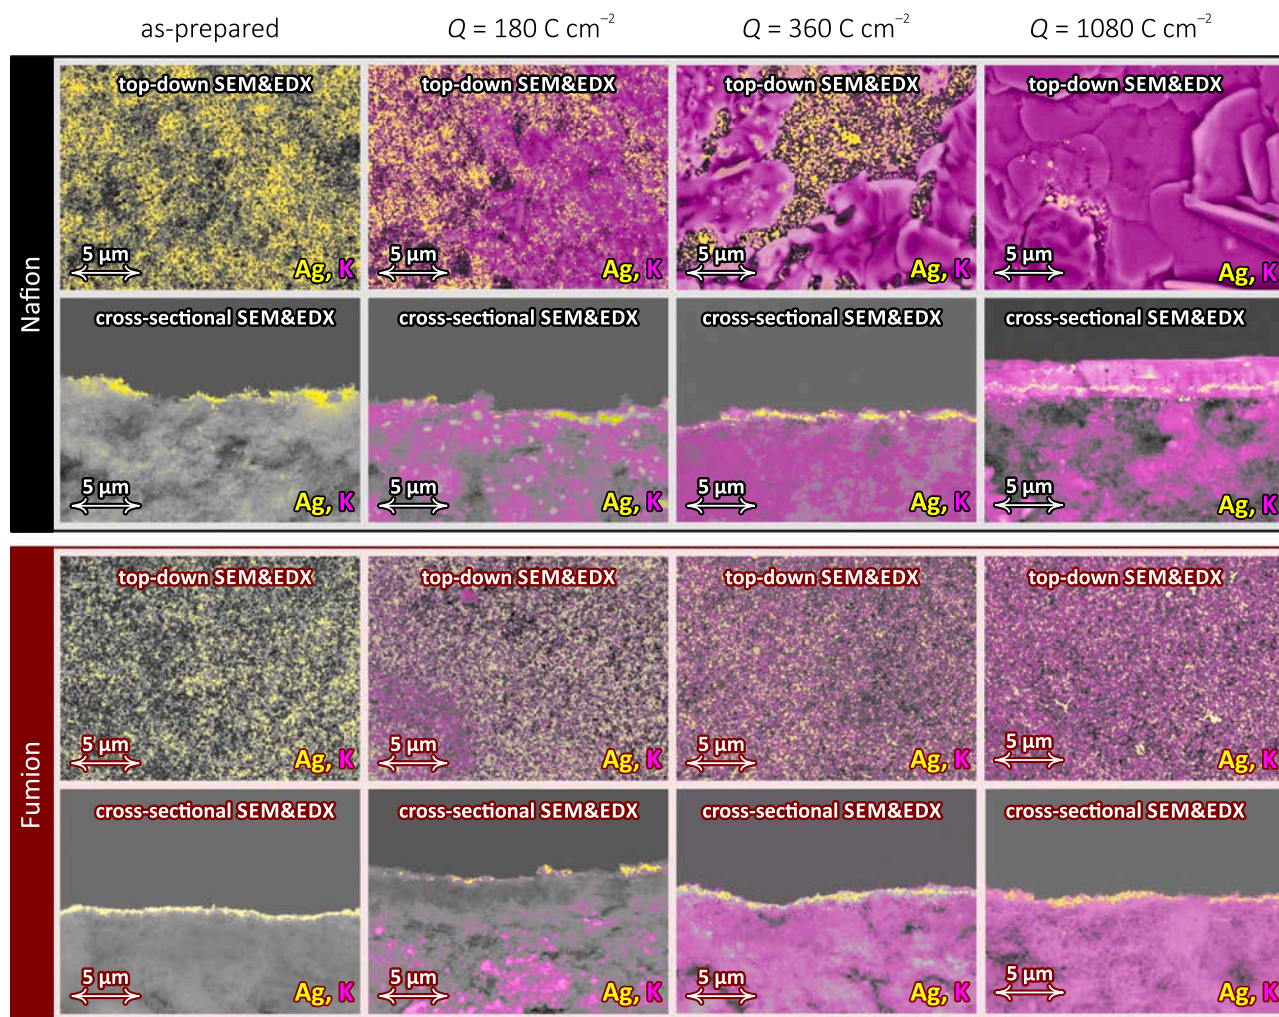 as-prepared
Q = 180 C cm⁻²
Q = 360 C cm⁻²
Q = 1080 C cm⁻²
Nafion
top-down SEM&EDX
5 µm
Ag, K
top-down SEM&EDX
5 µm
Ag, K
top-down SEM&EDX
5 µm
Ag, K
top-down SEM&EDX
5 µm
Ag, K
cross-sectional SEM&EDX
5 µm
Ag, K
cross-sectional SEM&EDX
5 µm
Ag, K
cross-sectional SEM&EDX
5 µm
Ag, K
cross-sectional SEM&EDX
5 µm
Ag, K
Fumion
top-down SEM&EDX
5 µm
Ag, K
top-down SEM&EDX
5 µm
Ag, K
top-down SEM&EDX
5 µm
Ag, K
top-down SEM&EDX
5 µm
Ag, K
cross-sectional SEM&EDX
5 µm
Ag, K
cross-sectional SEM&EDX
5 µm
Ag, K
cross-sectional SEM&EDX
5 µm
Ag, K
cross-sectional SEM&EDX
5 µm
Ag, K